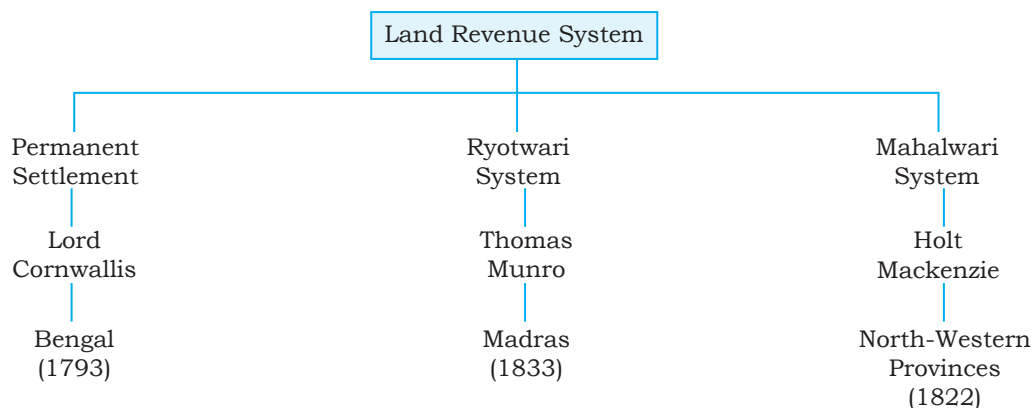 Land Revenue System
Permanent
Settlement
Lord
Cornwallis
Bengal
(1793)
Ryotwari
System
Thomas
Munro
Madras
(1833)
Mahalwari
System
Holt
Mackenzie
North-Western
Provinces
(1822)